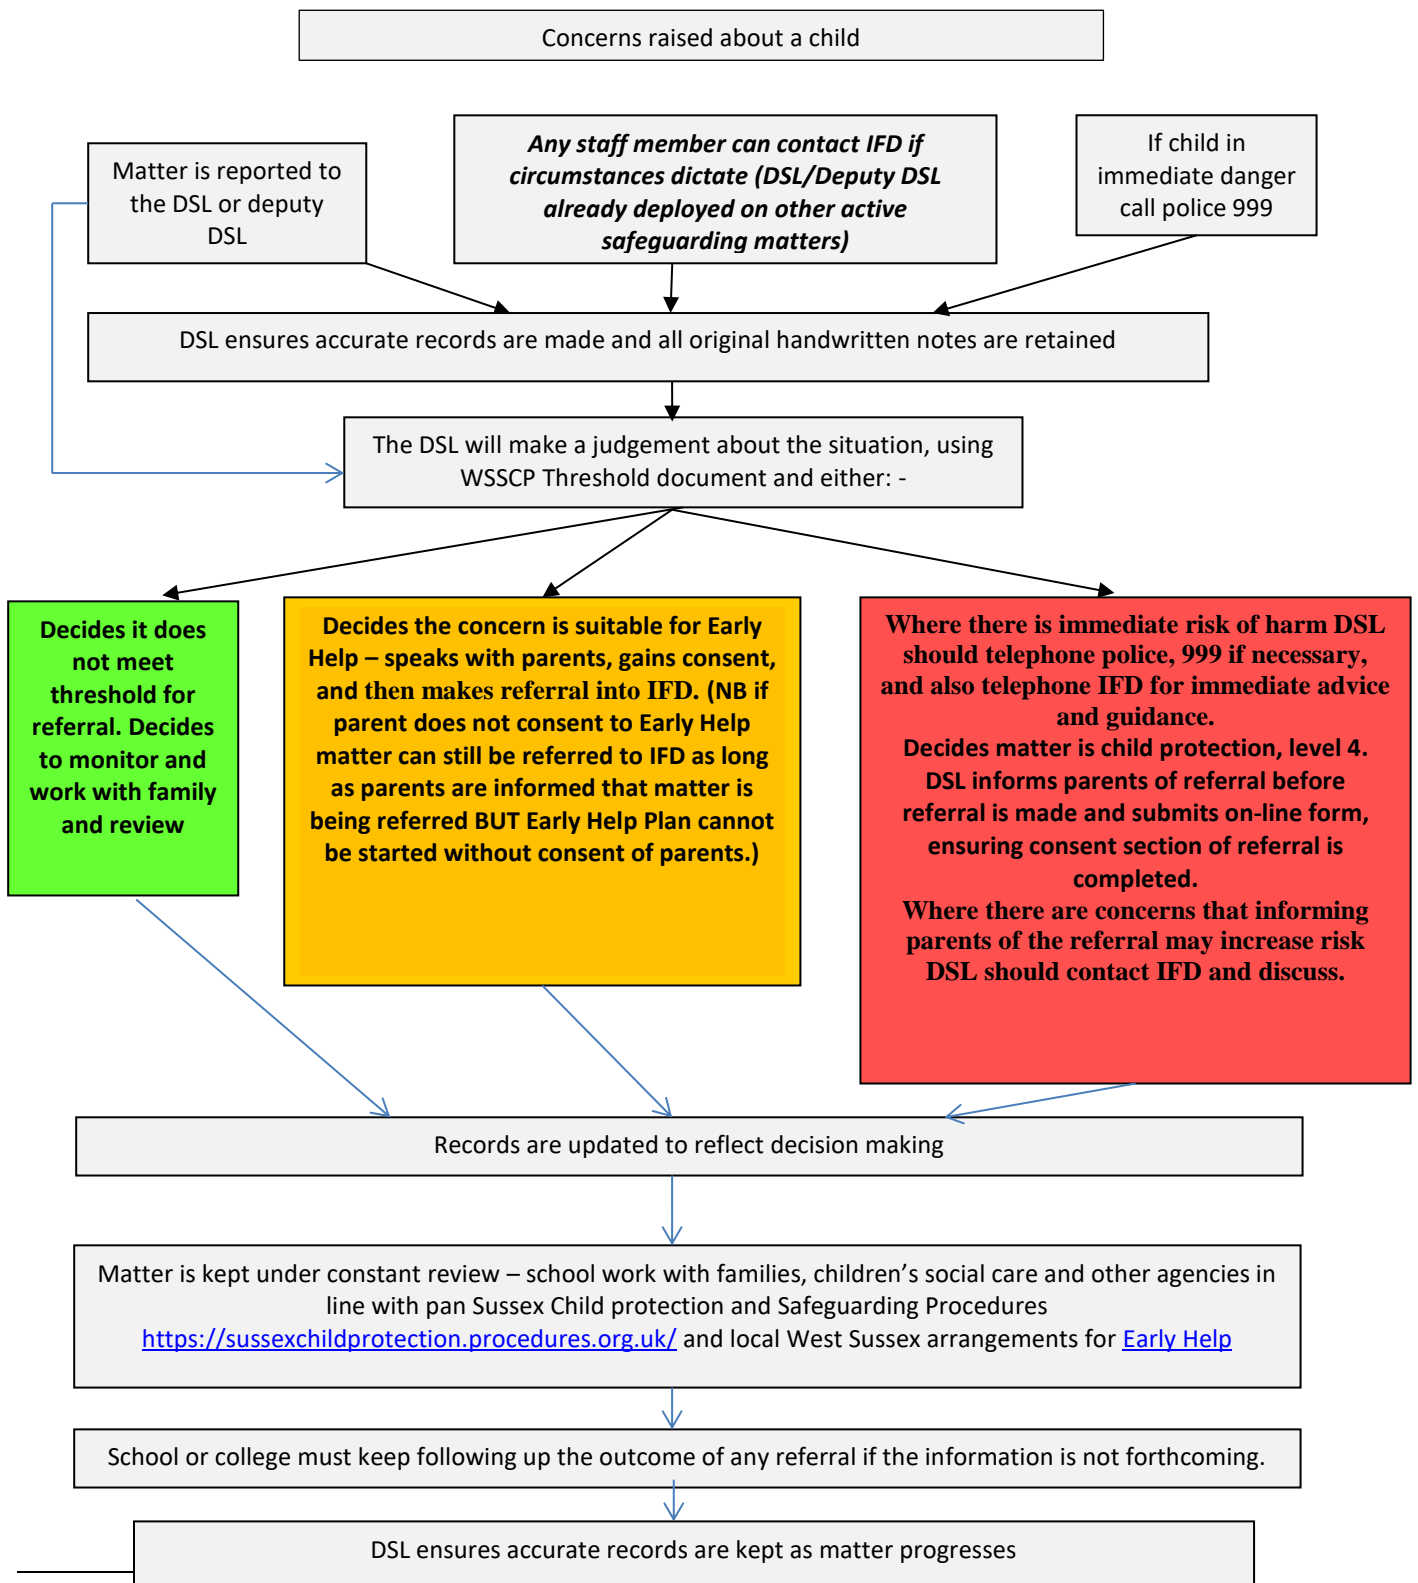 Concerns raised about a child
Matter is reported to
the DSL or deputy
DSL
Any staff member can contact IFD if
circumstances dictate (DSL/Deputy DSL
already deployed on other active
safeguarding matters)
If child in
immediate danger
call police 999
DSL ensures accurate records are made and all original handwritten notes are retained
The DSL will make a judgement about the situation, using
WSSCP Threshold document and either: -
Decides it does
not meet
threshold for
referral. Decides
to monitor and
work with family
and review
Decides the concern is suitable for Early
Help – speaks with parents, gains consent,
and then makes referral into IFD. (NB if
parent does not consent to Early Help
matter can still be referred to IFD as long
as parents are informed that matter is
being referred BUT Early Help Plan cannot
be started without consent of parents.)
Where there is immediate risk of harm DSL
should telephone police, 999 if necessary,
and also telephone IFD for immediate advice
and guidance.
Decides matter is child protection, level 4.
DSL informs parents of referral before
referral is made and submits on-line form,
ensuring consent section of referral is
completed.
Where there are concerns that informing
parents of the referral may increase risk
DSL should contact IFD and discuss.
Records are updated to reflect decision making
Matter is kept under constant review – school work with families, children’s social care and other agencies in
line with pan Sussex Child protection and Safeguarding Procedures
https://sussexchildprotection.procedures.org.uk/ and local West Sussex arrangements for Early Help
School or college must keep following up the outcome of any referral if the information is not forthcoming.
DSL ensures accurate records are kept as matter progresses